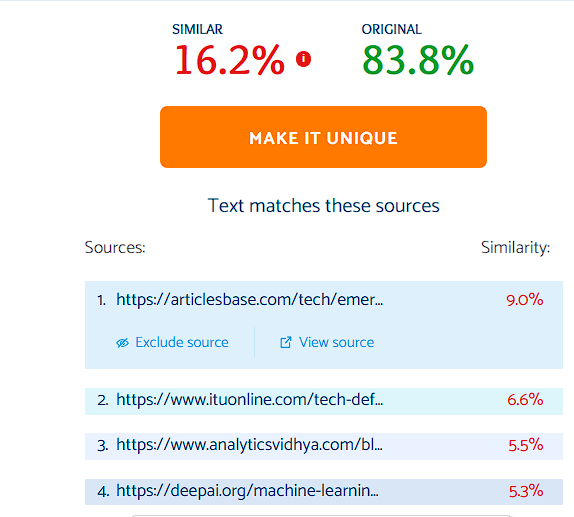 SIMILAR ORIGINAL
16.2% i 83.8%
MAKE IT UNIQUE
Text matches these sources
Sources: Similarity:
1. https://articlesbase.com/tech/emer... 9.0%
Exclude source View source
2. https://www.ituonline.com/tech-def... 6.6%
3. https://www.analyticsvidhya.com/bl... 5.5%
4. https://deepai.org/machine-learnin... 5.3%